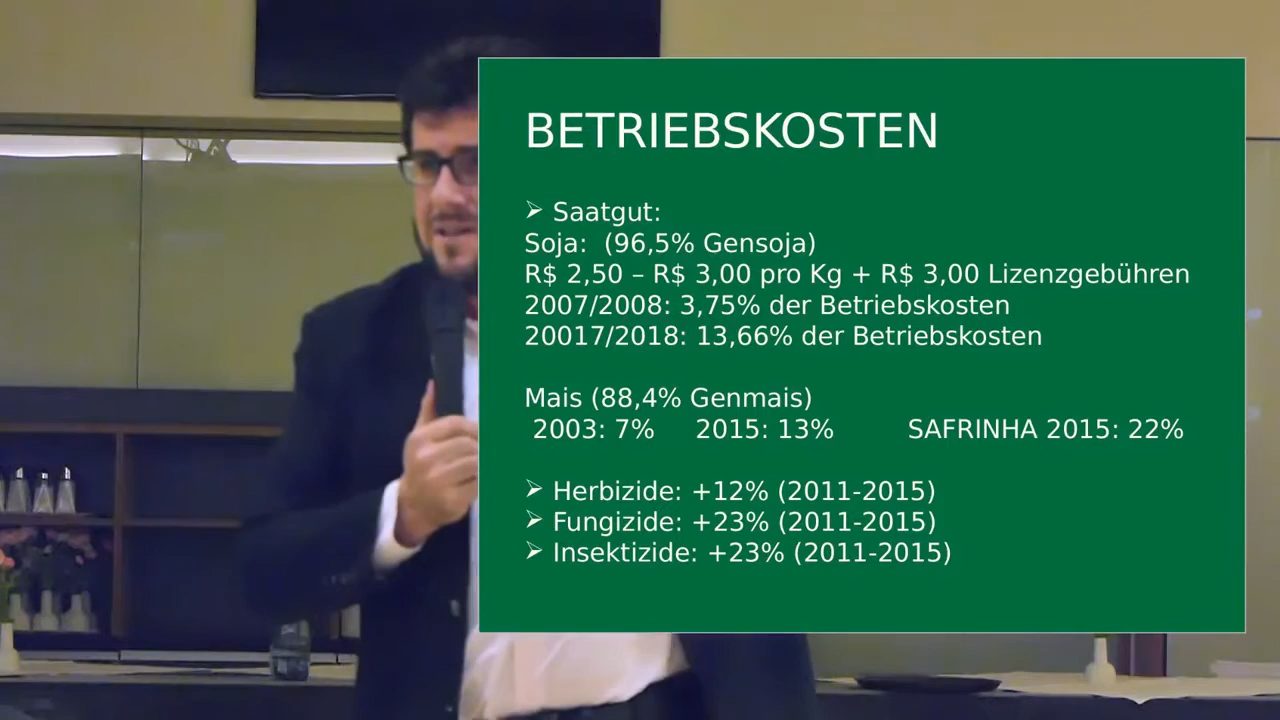 BETRIEBSKOSTEN
➢ Saatgut:
Soja:  (96,5% Gensoja)
R$ 2,50 – R$ 3,00 pro Kg + R$ 3,00 Lizenzgebühren
2007/2008: 3,75% der Betriebskosten
20017/2018: 13,66% der Betriebskosten
Mais (88,4% Genmais)
2003: 7%     2015: 13%         SAFRINHA 2015: 22%
➢ Herbizide: +12% (2011-2015)
➢ Fungizide: +23% (2011-2015)
➢ Insektizide: +23% (2011-2015)